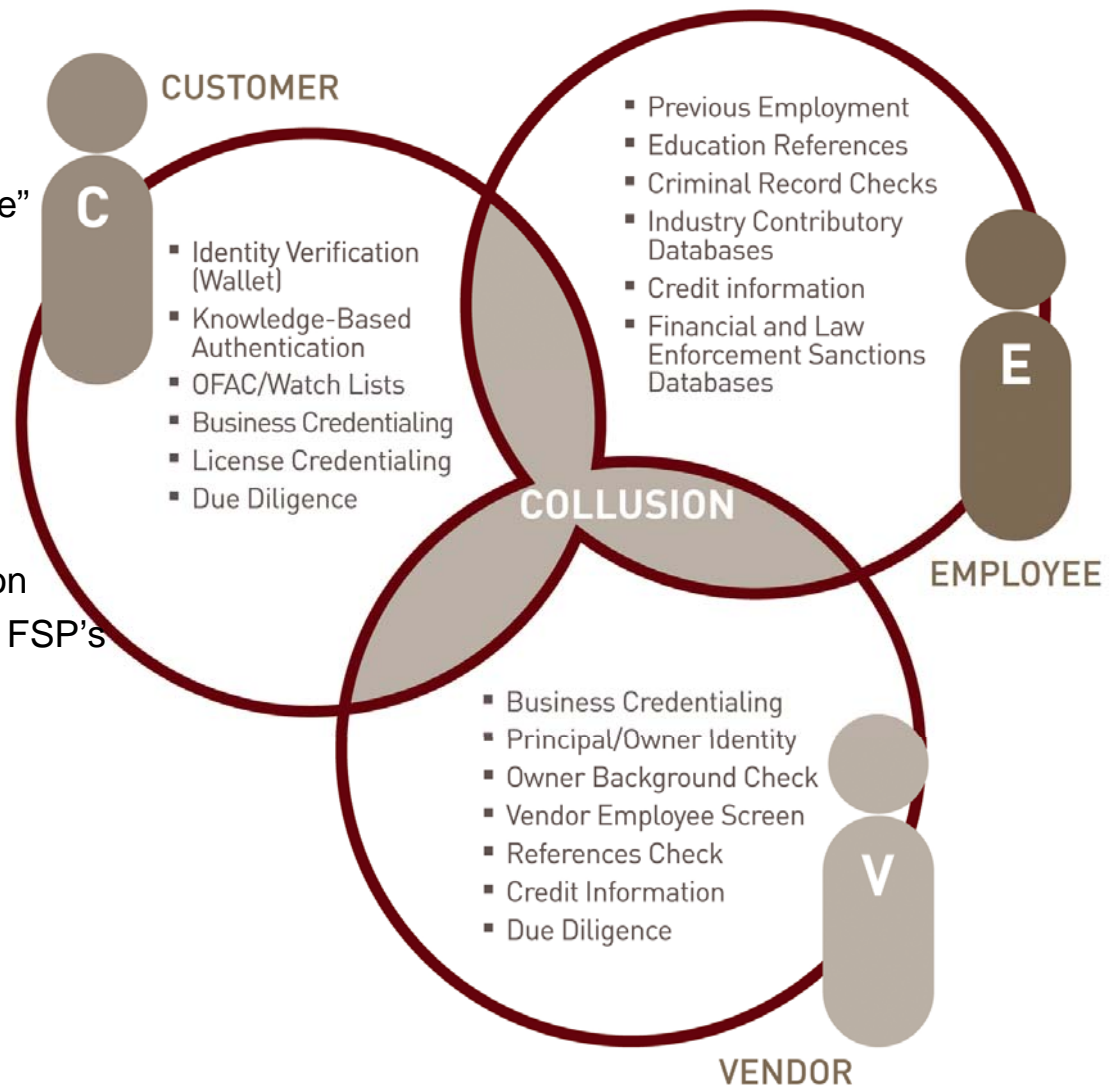 CUSTOMER
C
e”
▪ Identity Verification
(Wallet)
▪ Knowledge-Based
Authentication
▪ OFAC/Watch Lists
▪ Business Credentialing
▪ License Credentialing
▪ Due Diligence
▪ Previous Employment
▪ Education References
▪ Criminal Record Checks
▪ Industry Contributory
Databases
▪ Credit information
▪ Financial and Law
Enforcement Sanctions
Databases
E
EMPLOYEE
COLLUSION
on
FSP’s
▪ Business Credentialing
▪ Principal/Owner Identity
▪ Owner Background Check
▪ Vendor Employee Screen
▪ References Check
▪ Credit Information
▪ Due Diligence
V
VENDOR